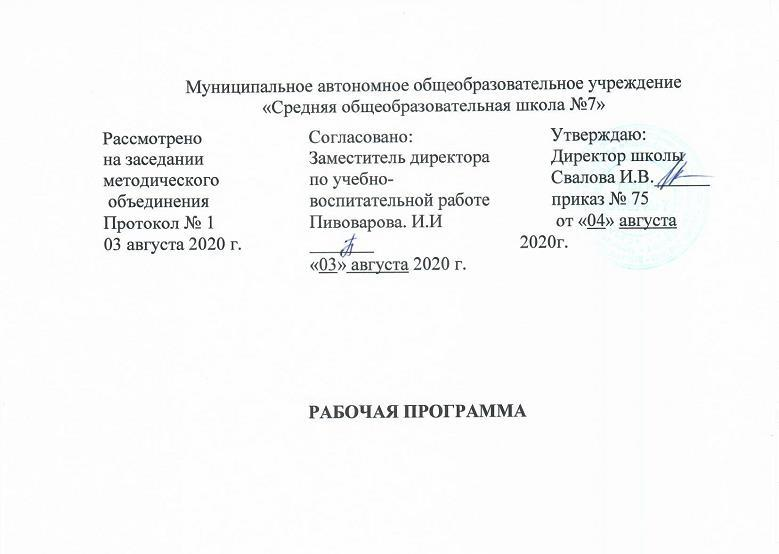 Муниципальное автономное общеобразовательное учреждение
«Средняя общеобразовательная школа №7»
Рассмотрено
на заседании
методического
объединения
Протокол № 1
03 августа 2020 г.
Согласовано:
Заместитель директора
по учебно-
воспитательной работе
Пивоварова. И.И
«03» августа 2020 г.
Утверждаю:
Директор школы
Свалова И.В.
приказ № 75
от «04» августа
2020г.
РАБОЧАЯ ПРОГРАММА